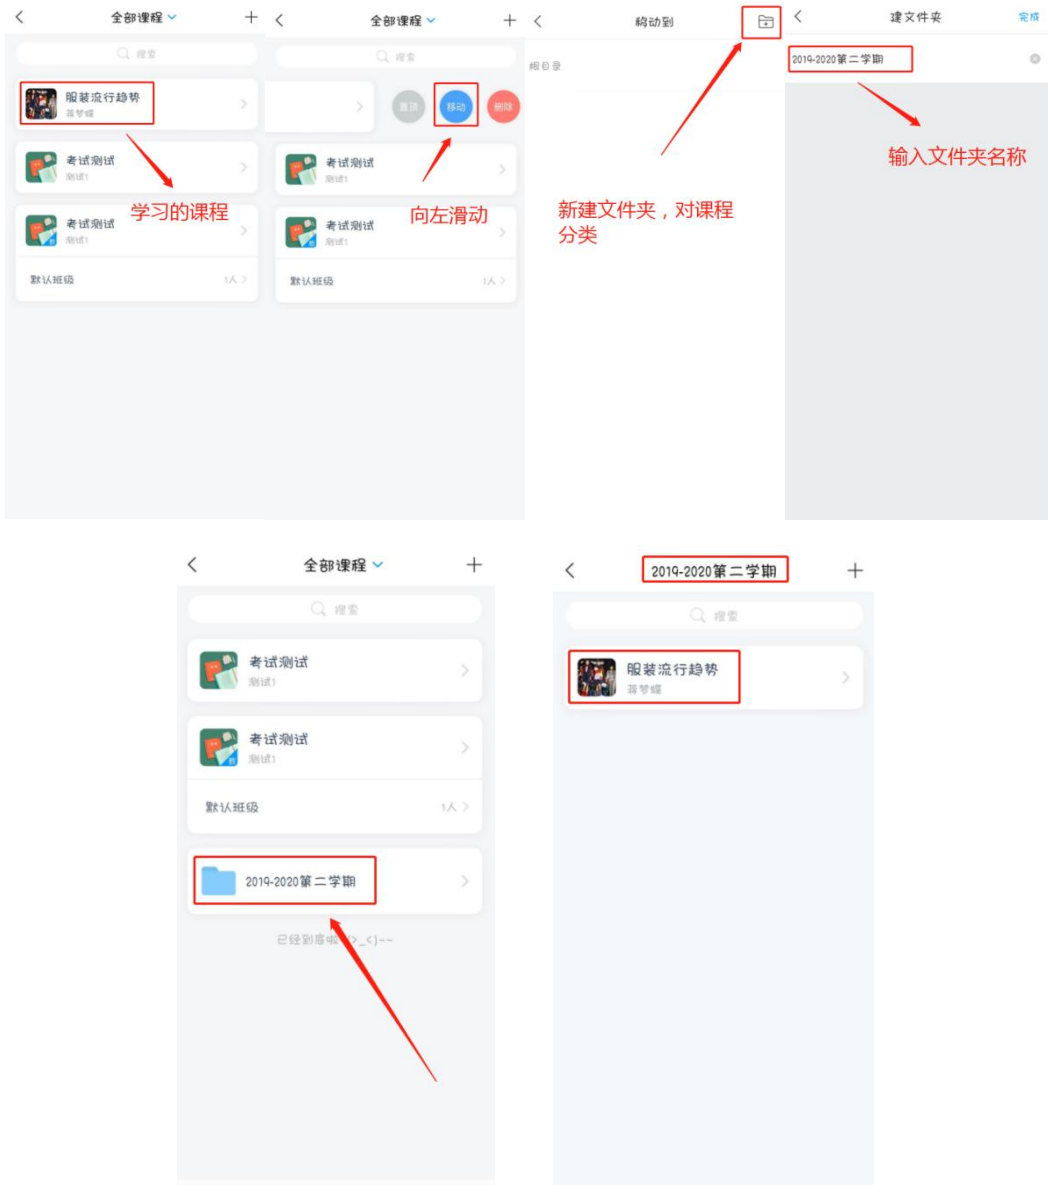 全部课程
搜索
服装流行趋势
蒋梦蝶
考试测试
测试1
学习的课程
考试测试
测试1
默认班级
1人
全部课程
搜索
置顶
移动
删除
考试测试
测试1
向左滑动
考试测试
测试1
默认班级
1人
移动到
根目录
新建文件夹，对课程
分类
建文件夹
完成
2019-2020第二学期
输入文件夹名称
全部课程
搜索
考试测试
测试1
考试测试
测试1
默认班级
1人
2019-2020第二学期
已经到底啦
>_<)~~
2019-2020第二学期
搜索
服装流行趋势
蒋梦蝶